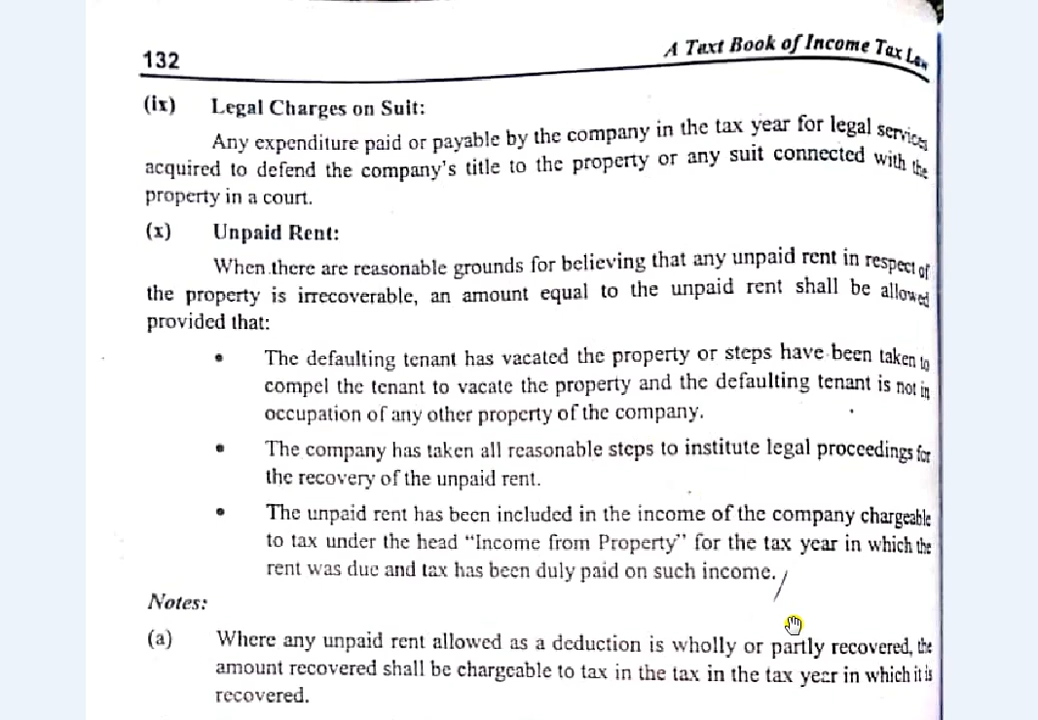 132
A Taxt Book of Income Tax Law
(ix) Legal Charges on Suit:
Any expenditure paid or payable by the company in the tax year for legal services
acquired to defend the company's title to the property or any suit connected with the
property in a court.
(x) Unpaid Rent:
When there are reasonable grounds for believing that any unpaid rent in respect of
the property is irrecoverable, an amount equal to the unpaid rent shall be allowed
provided that:
• The defaulting tenant has vacated the property or steps have been taken to
compel the tenant to vacate the property and the defaulting tenant is not in
occupation of any other property of the company.
• The company has taken all reasonable steps to institute legal proceedings for
the recovery of the unpaid rent.
• The unpaid rent has been included in the income of the company chargeable
to tax under the head "Income from Property" for the tax year in which the
rent was due and tax has been duly paid on such income.
Notes:
(a) Where any unpaid rent allowed as a deduction is wholly or partly recovered, the
amount recovered shall be chargeable to tax in the tax in the tax year in which it is
recovered.